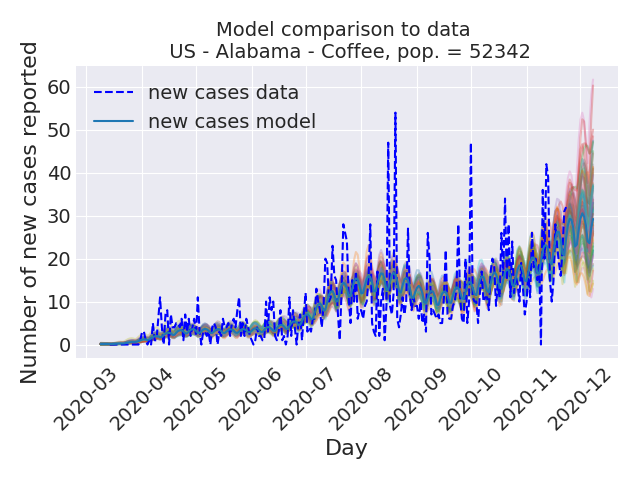 Model comparison to data
US - Alabama - Coffee, pop. = 52342
Number of new cases reported
60
50
40
30
20
10
0
new cases data
new cases model
2020-03
2020-04
2020-05
2020-06
2020-07
2020-08
2020-09
2020-10
2020-11
2020-12
Day